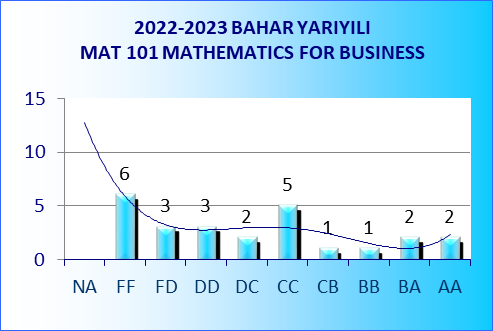 2022-2023 BAHAR YARIYILI
MAT 101 MATHEMATICS FOR BUSINESS
15
10
5
0
6 3 3 2 5 1 1 2 2
NA FF FD DD DC CC CB BB BA AA